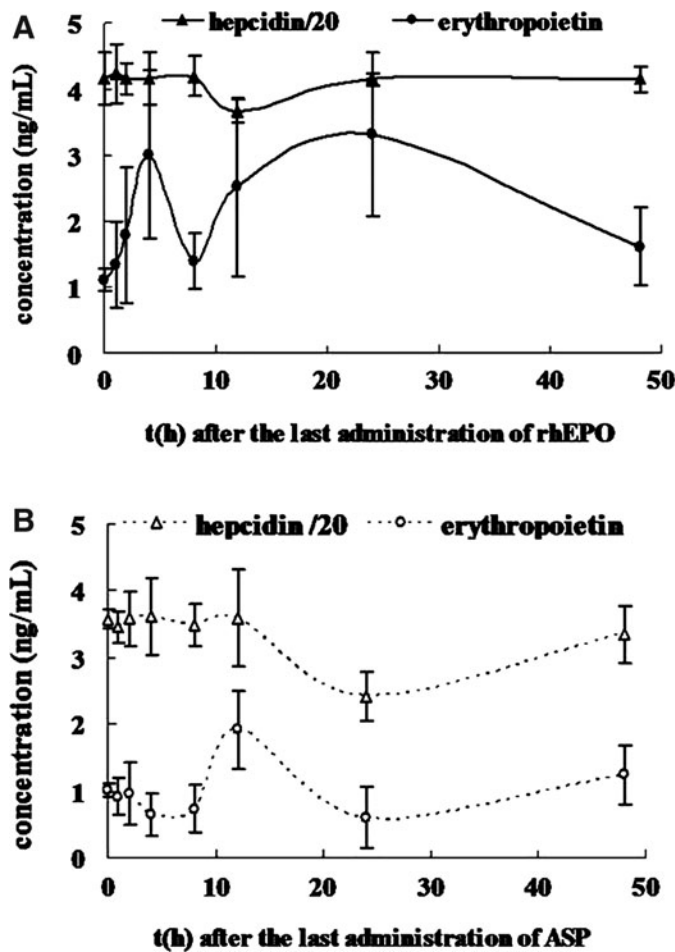 A
hepcidin/20 erythropoietin
concentration (ng/mL)
5
4
3
2
1
0
0 10 20 30 40 50
t(h) after the last administration of rhEPO
B
hepcidin /20 erythropoietin
concentration (ng/mL)
5
4
3
2
1
0
0 10 20 30 40 50
t(h) after the last administration of ASP